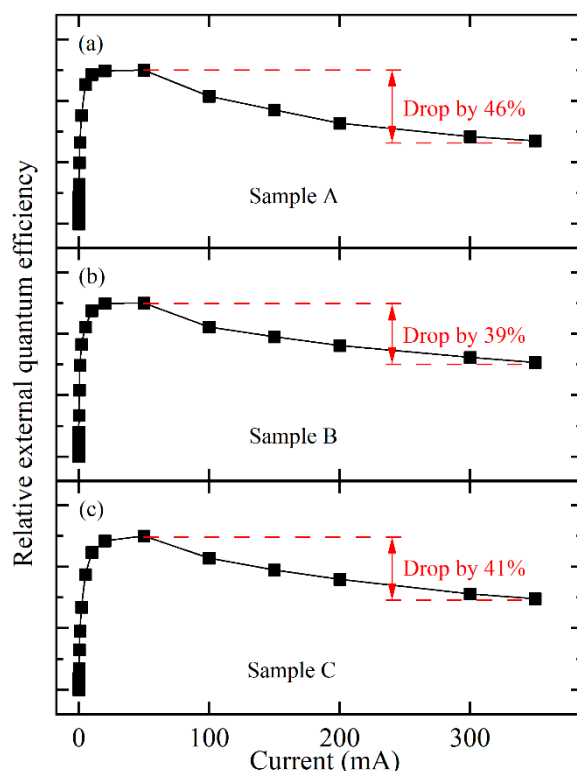 (a)
Drop by 46%
Sample A
(b)
Drop by 39%
Sample B
(c)
Drop by 41%
Sample C
Relative external quantum efficiency
0 100 200 300
Current (mA)